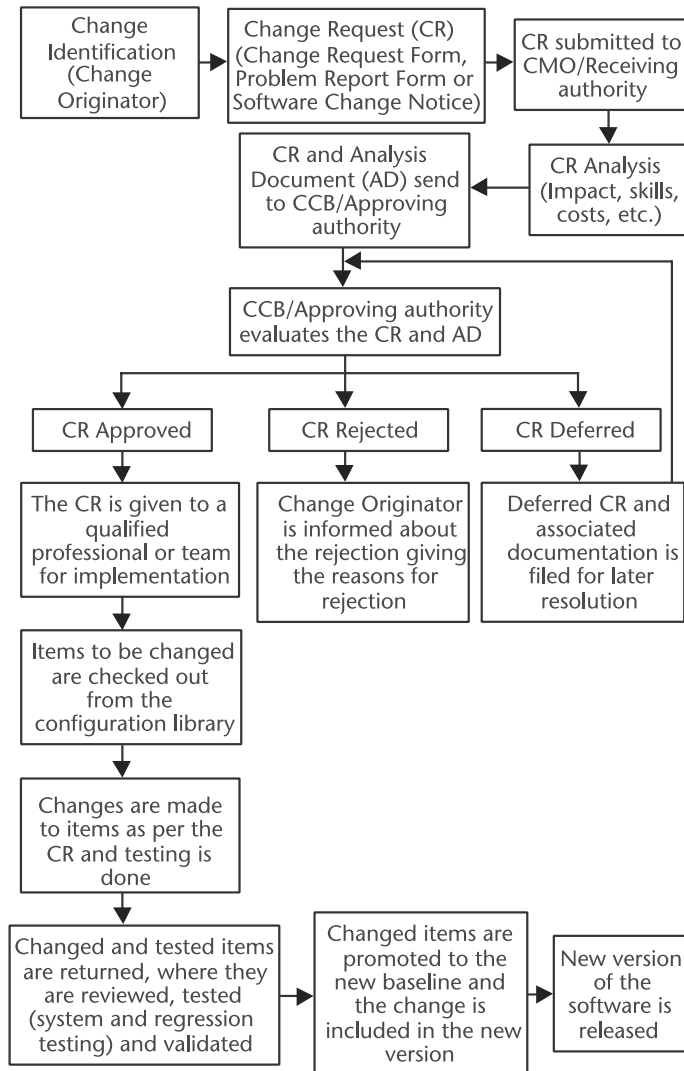 Change
Identification
(Change
Originator)
Change Request (CR)
(Change Request Form,
Problem Report Form or
Software Change Notice)
CR submitted to
CMO/Receiving
authority
CR and Analysis
Document (AD) send
to CCB/Approving
authority
CR Analysis
(Impact, skills,
costs, etc.)
CCB/Approving authority
evaluates the CR and AD
CR Approved
CR Rejected
CR Deferred
The CR is given to a
qualified
professional or team
for implementation
Change Originator
is informed about
the rejection giving
the reasons for
rejection
Deferred CR and
associated
documentation is
filed for later
resolution
Items to be changed
are checked out
from the
configuration library
Changes are made
to items as per the
CR and testing is
done
Changed and tested items
are returned, where they
are reviewed, tested
(system and regression
testing) and validated
Changed items are
promoted to the
new baseline and
the change is
included in the new
version
New version
of the
software is
released